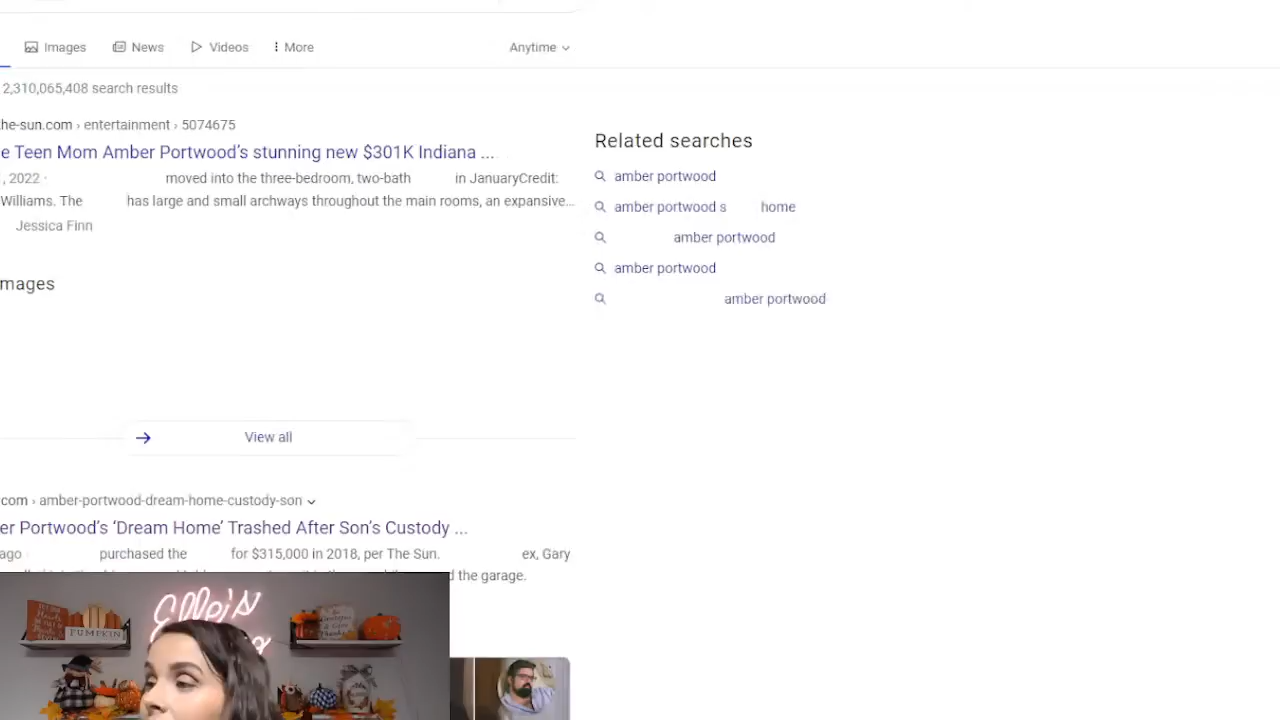 Images
News
Videos
More
Anytime
2,310,065,408 search results
he-sun.com › entertainment › 5074675
e Teen Mom Amber Portwood's stunning new $301K Indiana ...
, 2022 ·
moved into the three-bedroom, two-bath
in JanuaryCredit:
Williams. The
has large and small archways throughout the main rooms, an expansive...
Jessica Finn
mages
View all
com › amber-portwood-dream-home-custody-son
er Portwood's 'Dream Home' Trashed After Son's Custody ...
ago
purchased the
for $315,000 in 2018, per The Sun.
ex, Gary
d the garage.
Related searches
amber portwood
amber portwood s
home
amber portwood
amber portwood
amber portwood
Elle's
PUMPKIN